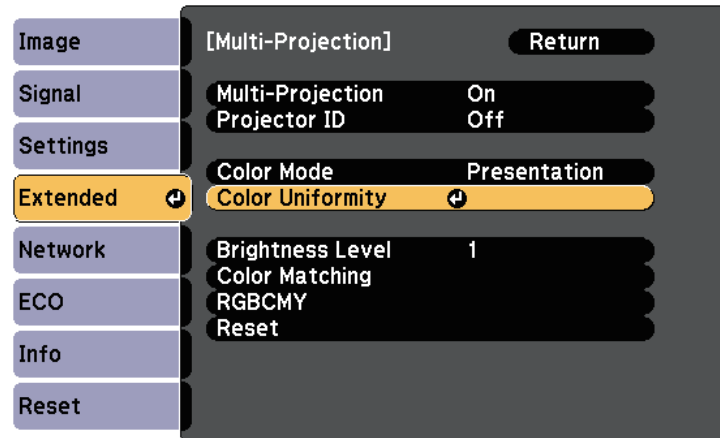 Image
Signal
Settings
Extended
Network
ECO
Info
Reset
[Multi-Projection] Return
Multi-Projection On
Projector ID Off
Color Mode Presentation
Color Uniformity
Brightness Level 1
Color Matching
RGBCMY
Reset